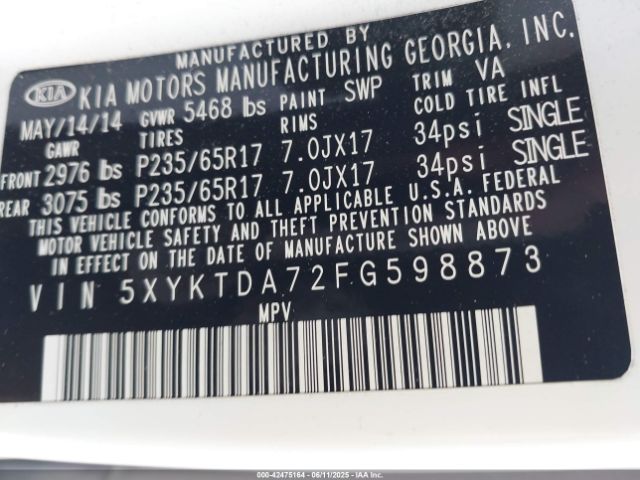 MANUFACTURED BY
KIA KIA MOTORS MANUFACTURING GEORGIA, INC.
MAY/14/14 GVWR 5468 lbs PAINT SWP TRIM VA
GAWR TIRES RIMS COLD TIRE INFL
FRONT 2976 lbs P235/65R17 7.0JX17 34psi SINGLE
REAR 3075 lbs P235/65R17 7.0JX17 34psi SINGLE
THIS VEHICLE CONFORMS TO ALL APPLICABLE U.S.A. FEDERAL
MOTOR VEHICLE SAFETY AND THEFT PREVENTION STANDARDS
IN EFFECT ON THE DATE OF MANUFACTURE SHOWN ABOVE
VIN 5XYKTDA72FG598873
MPV
000-42475164 - 06/11/2025 - IAA Inc.